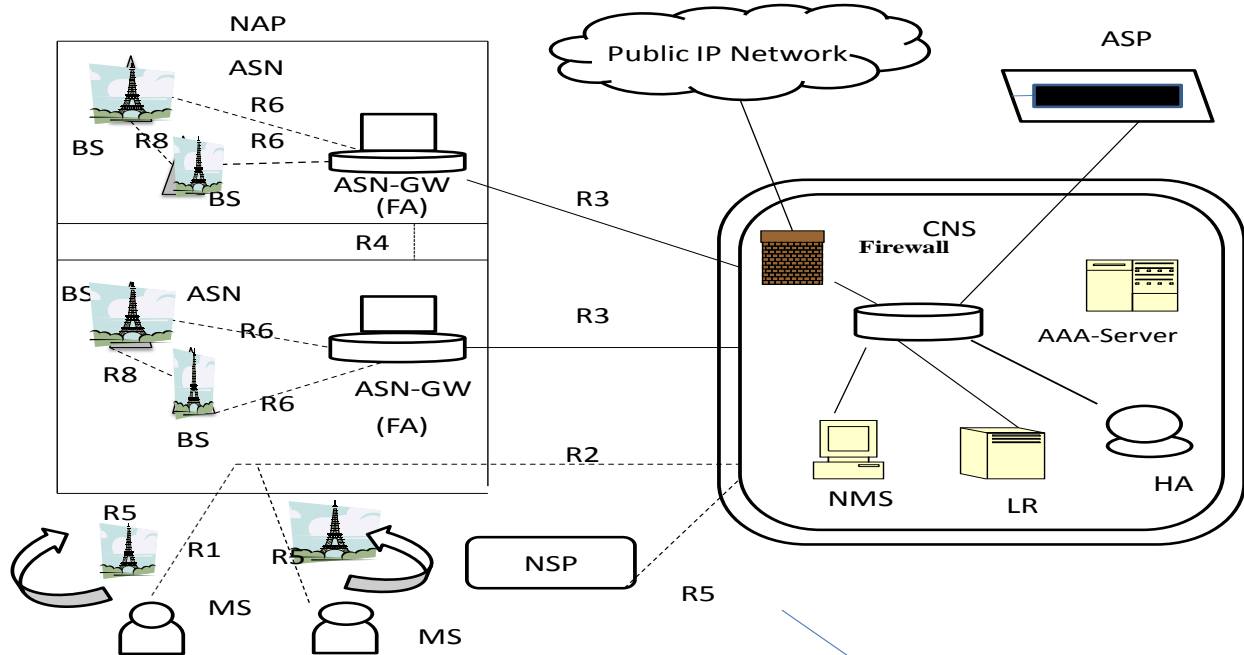 NAP
Public IP Network
ASP
ASN
R6
BS
R8
R6
BS
ASN-GW
(FA)
R3
R4
CNS
Firewall
AAA-Server
BS
ASN
R6
R3
R8
R6
ASN-GW
BS
(FA)
R2
NMS
LR
HA
R5
R1
R5
NSP
R5
MS
MS